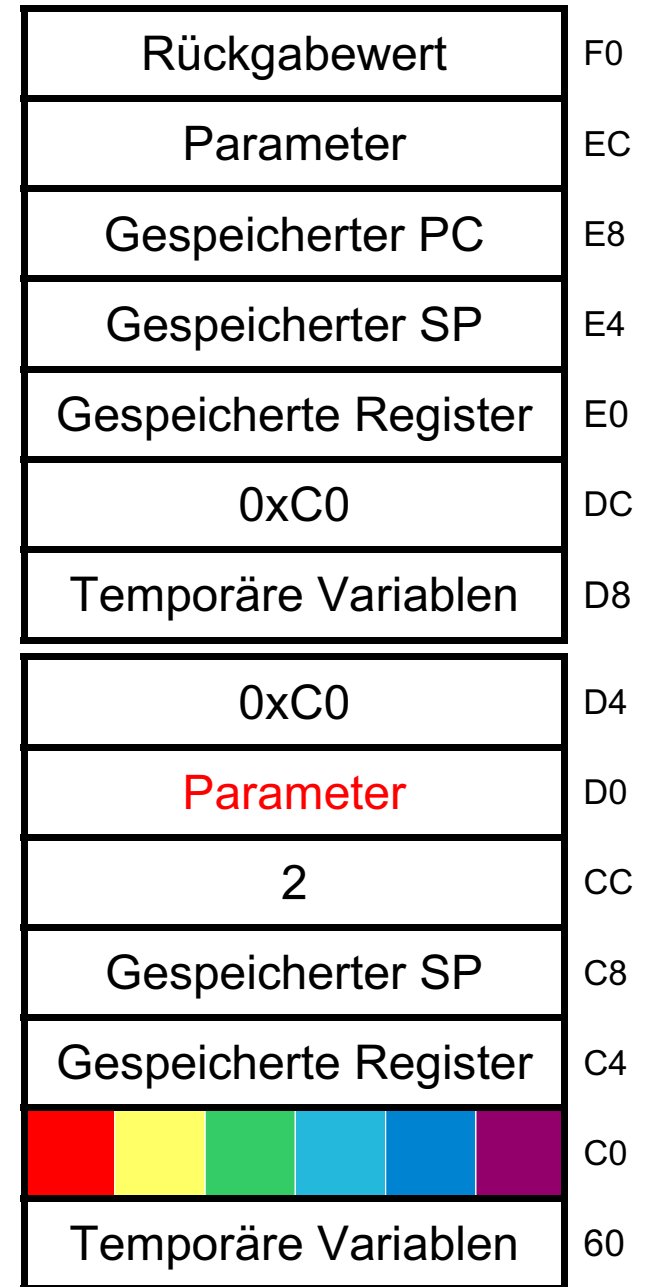 Rückgabewert F0
Parameter EC
Gespeicherter PC E8
Gespeicherter SP E4
Gespeicherte Register E0
0xC0 DC
Temporäre Variablen D8
0xC0 D4
Parameter D0
2 CC
Gespeicherter SP C8
Gespeicherte Register C4
C0
Temporäre Variablen 60